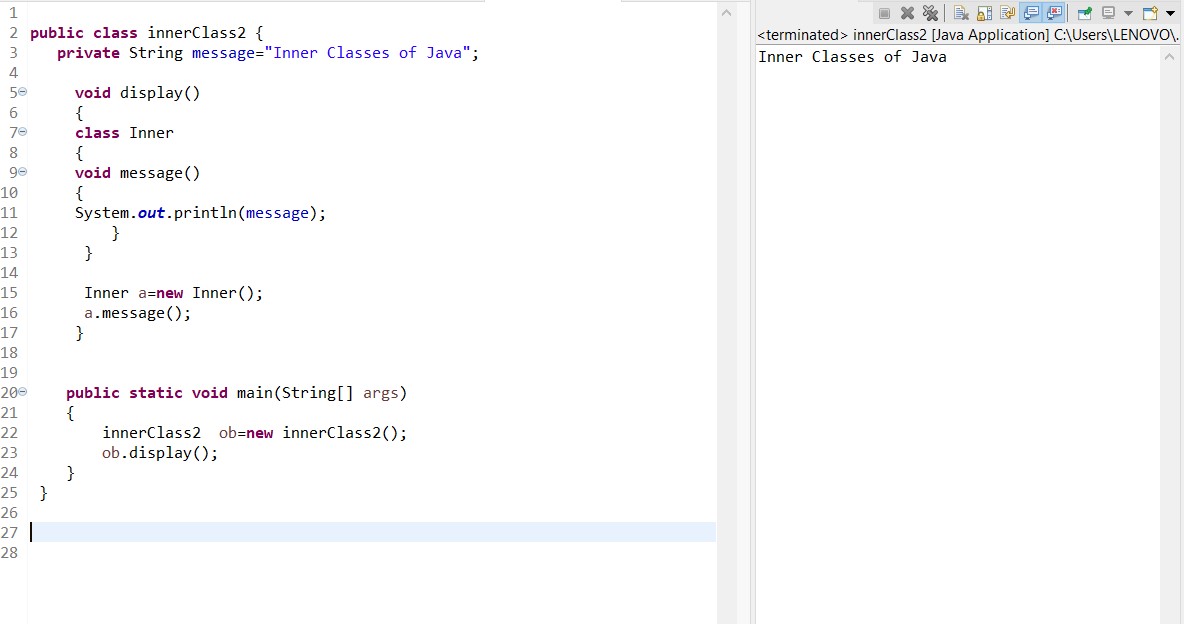 1
2 public class innerClass2 {
3 private String message="Inner Classes of Java";
4
5 void display()
6 {
7 class Inner
8 {
9 void message()
10 {
11 System.out.println(message);
12 }
13 }
14
15 Inner a=new Inner();
16 a.message();
17 }
18
19
20 public static void main(String[] args)
21 {
22 innerClass2  ob=new innerClass2();
23 ob.display();
24 }
25 }
26
27
28
<terminated> innerClass2 [Java Application] C:\Users\LENOVO\.
Inner Classes of Java